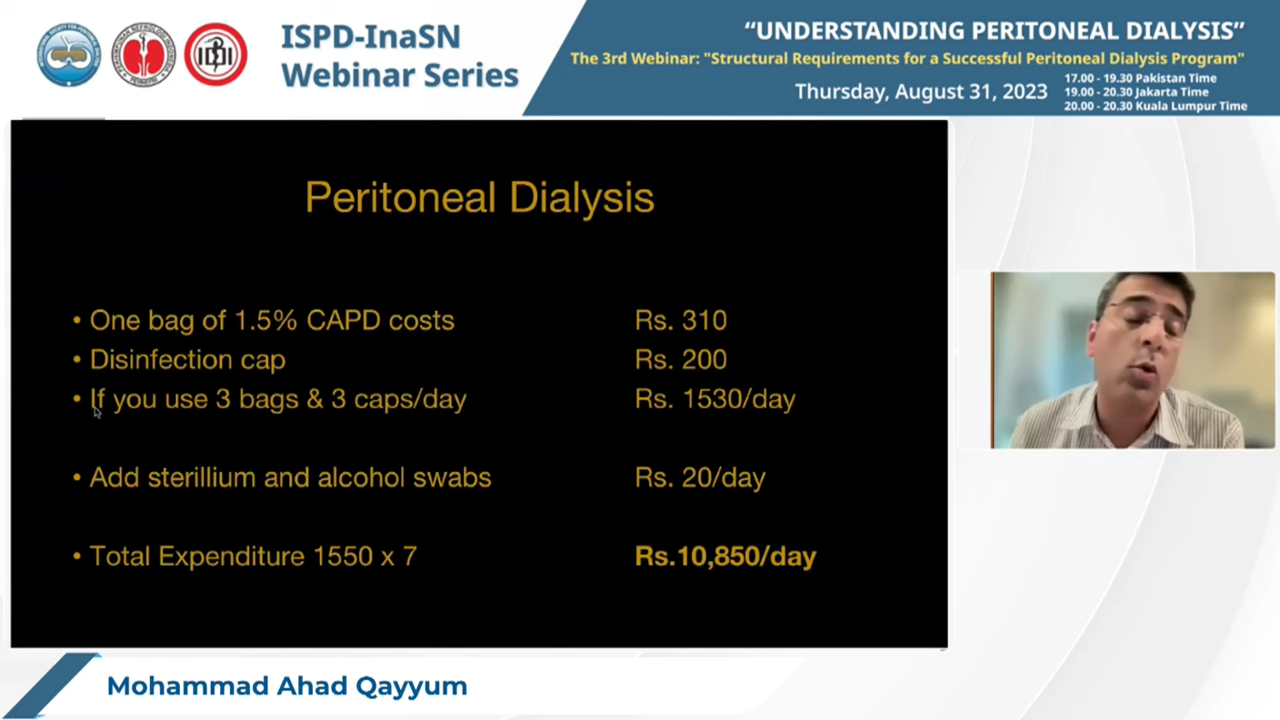 ISPD-InaSN
Webinar Series
“UNDERSTANDING PERITONEAL DIALYSIS”
The 3rd Webinar: "Structural Requirements for a Successful Peritoneal Dialysis Program"
Thursday, August 31, 2023
17.00 - 19.30 Pakistan Time
19.00 - 20.30 Jakarta Time
20.00 - 20.30 Kuala Lumpur Time
Peritoneal Dialysis
• One bag of 1.5% CAPD costs Rs. 310
• Disinfection cap Rs. 200
• If you use 3 bags & 3 caps/day Rs. 1530/day
• Add sterillium and alcohol swabs Rs. 20/day
• Total Expenditure 1550 x 7 Rs.10,850/day
Mohammad Ahad Qayyum